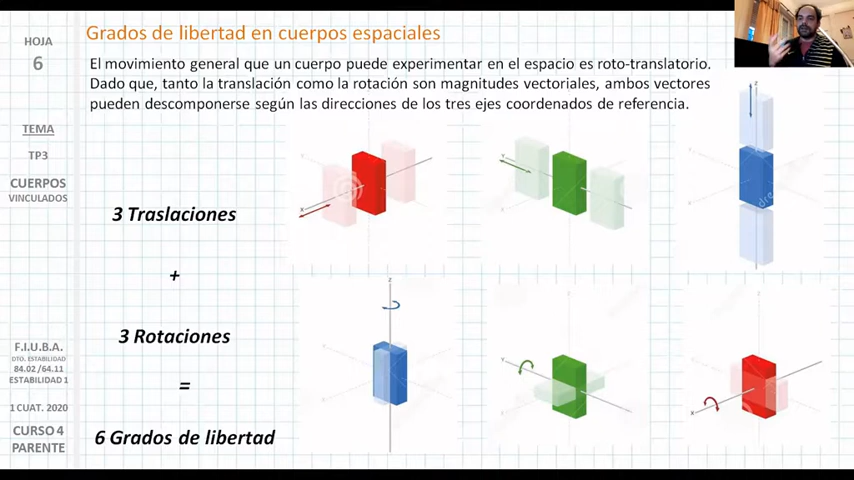 HOJA
6
TEMA
TP3
CUERPOS
VINCULADOS
F.I.U.B.A.
DTO. ESTABILIDAD
84.02 /64.11
ESTABILIDAD 1
1 CUAT. 2020
CURSO 4
PARENTE
Grados de libertad en cuerpos espaciales
El movimiento general que un cuerpo puede experimentar en el espacio es roto-translatorio.
Dado que, tanto la translación como la rotación son magnitudes vectoriales, ambos vectores
pueden descomponerse según las direcciones de los tres ejes coordenados de referencia.
3 Traslaciones
+
3 Rotaciones
=
6 Grados de libertad
X
Y
Z
Z
Y
X